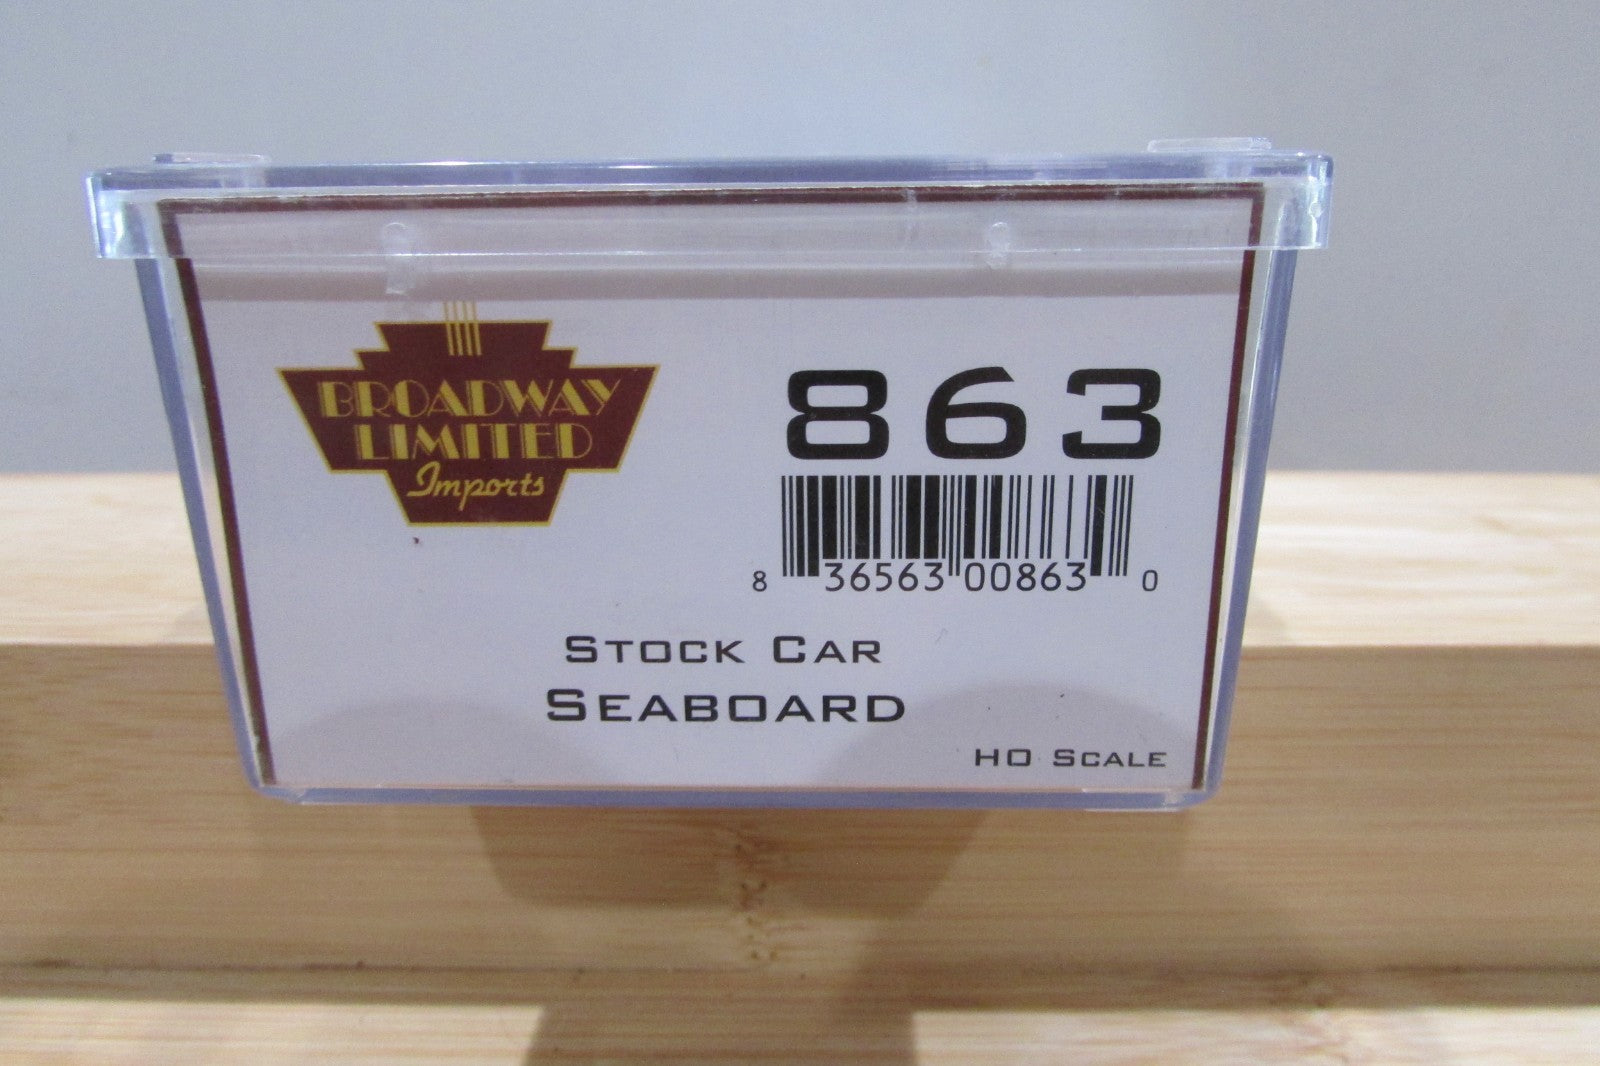 BROADWAY
LIMITED
Imports
863
8 36563 00863 0
STOCK CAR
SEABOARD
HO SCALE